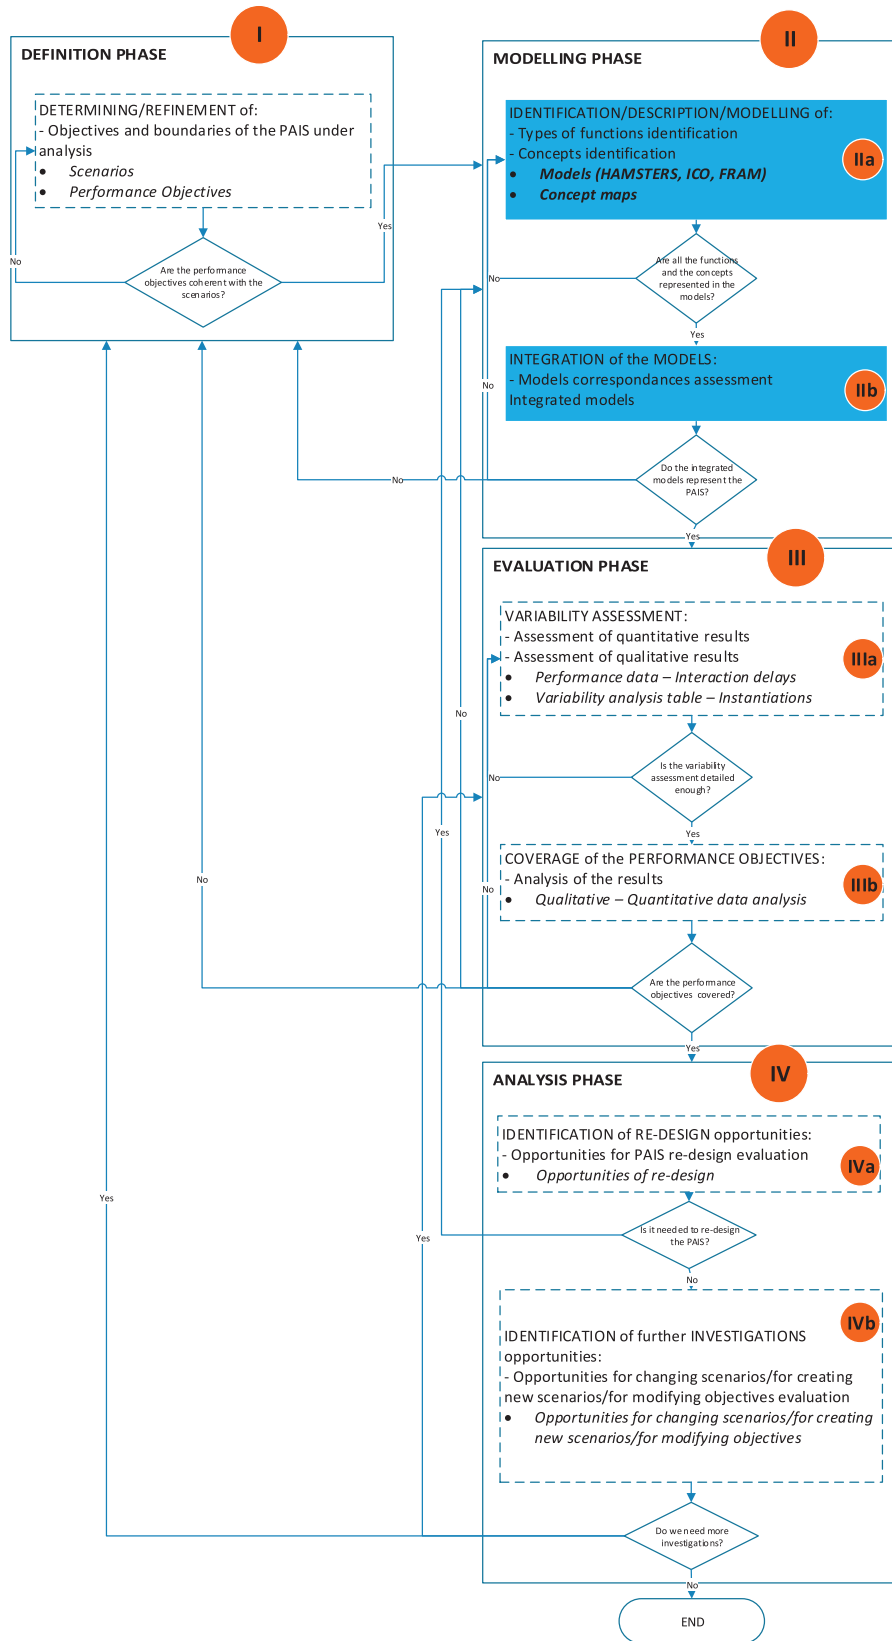 I
DEFINITION PHASE
DETERMINING/REFINEMENT of:
- Objectives and boundaries of the PAIS under
analysis
• Scenarios
• Performance Objectives
No
Yes
Are the performance
objectives coherent with the
scenarios?
II
MODELLING PHASE
IDENTIFICATION/DESCRIPTION/MODELLING of:
- Types of functions identification
- Concepts identification
• Models (HAMSTERS, ICO, FRAM)
• Concept maps
IIa
Are all the functions
and the concepts
represented in the
models?
No
Yes
INTEGRATION of the MODELS:
- Models correspondances assessment
Integrated models
IIb
No
Do the integrated
models represent the
PAIS?
No
Yes
III
EVALUATION PHASE
VARIABILITY ASSESSMENT:
- Assessment of quantitative results
- Assessment of qualitative results
• Performance data – Interaction delays
• Variability analysis table – Instantiations
IIIa
No
Is the variability
assessment detailed
enough?
No
Yes
Yes
COVERAGE of the PERFORMANCE OBJECTIVES:
- Analysis of the results
• Qualitative – Quantitative data analysis
IIIb
No
No
Are the performance
objectives covered?
Yes
IV
ANALYSIS PHASE
IDENTIFICATION of RE-DESIGN opportunities:
- Opportunities for PAIS re-design evaluation
• Opportunities of re-design
IVa
Yes
Is it needed to re-design
the PAIS?
Yes
No
IVb
IDENTIFICATION of further INVESTIGATIONS
opportunities:
- Opportunities for changing scenarios/for creating
new scenarios/for modifying objectives evaluation
• Opportunities for changing scenarios/for creating
new scenarios/for modifying objectives
Do we need more
investigations?
No
END